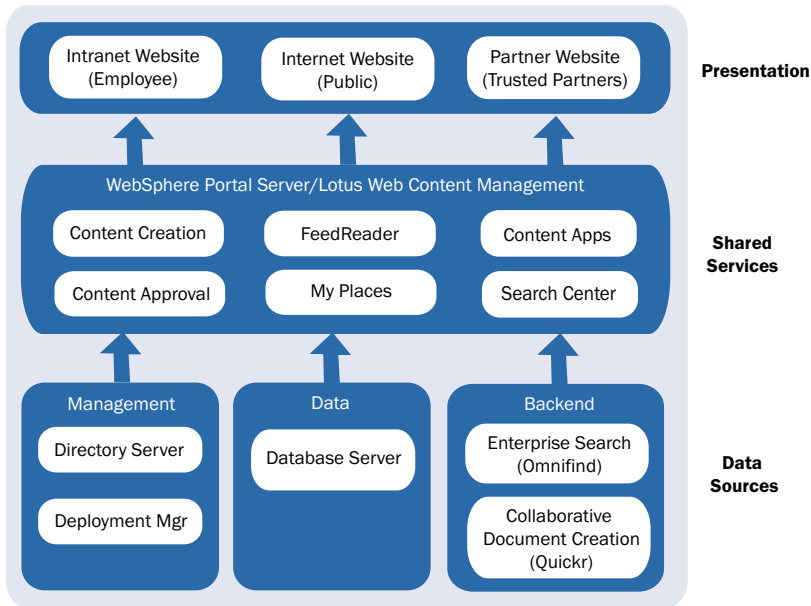 Intranet Website
(Employee)
Internet Website
(Public)
Partner Website
(Trusted Partners)
Presentation
WebSphere Portal Server/Lotus Web Content Management
Content Creation
FeedReader
Content Apps
Content Approval
My Places
Search Center
Shared
Services
Management
Directory Server
Deployment Mgr
Data
Database Server
Backend
Enterprise Search
(Omnifind)
Collaborative
Document Creation
(Quickr)
Data
Sources